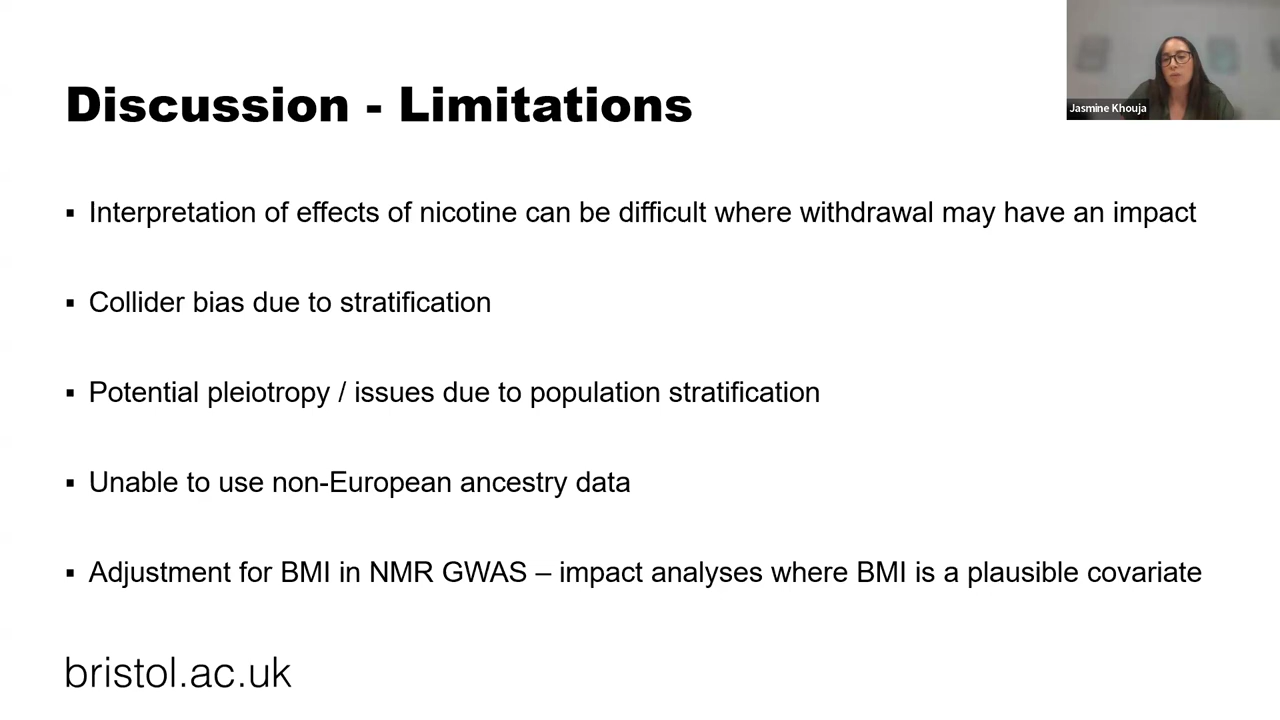 Jasmine Khouja
Discussion - Limitations
▪ Interpretation of effects of nicotine can be difficult where withdrawal may have an impact
▪ Collider bias due to stratification
▪ Potential pleiotropy / issues due to population stratification
▪ Unable to use non-European ancestry data
▪ Adjustment for BMI in NMR GWAS – impact analyses where BMI is a plausible covariate
bristol.ac.uk